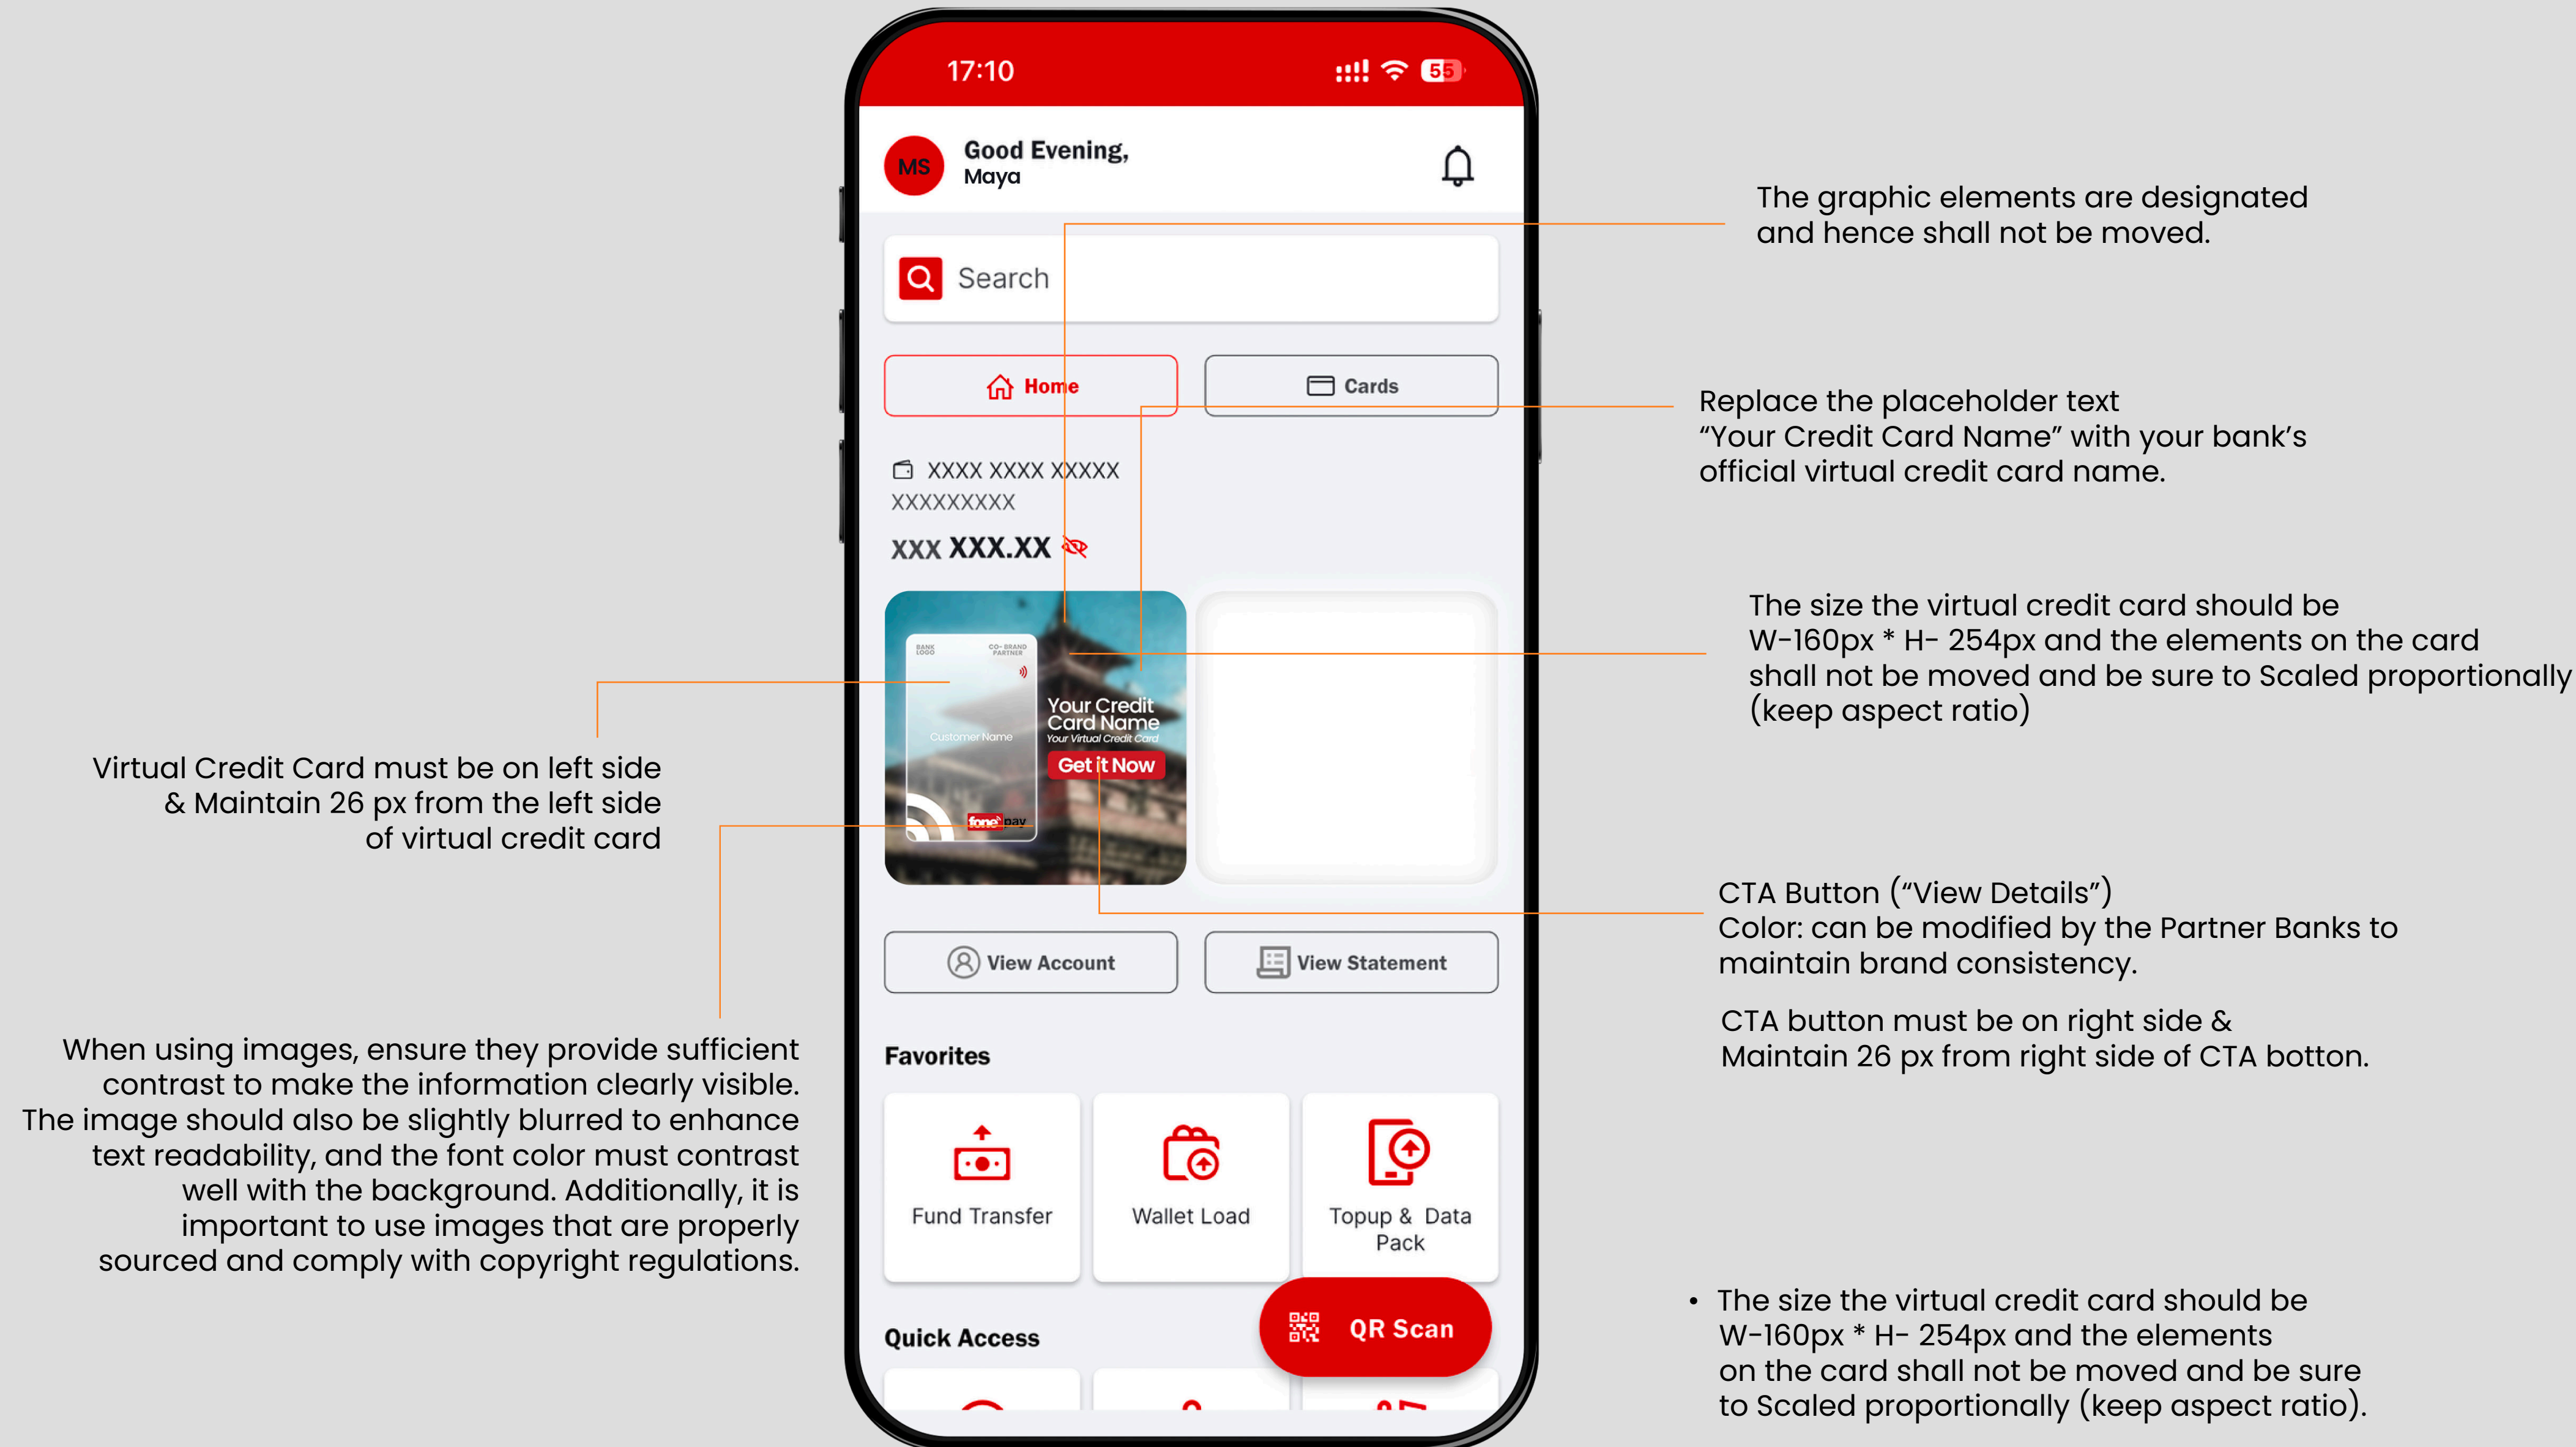 17:10
55
MS
Good Evening,
Maya
Search
Home
Cards
XXXX XXXX XXXXX
XXXXXXXXX
XXX XXX.XX
BANK
LOGO
CO- BRAND
PARTNER
Customer Name
fonepay
Your Credit
Card Name
Your Virtual Credit Card
Get it Now
View Account
View Statement
Favorites
Fund Transfer
Wallet Load
Topup & Data
Pack
Quick Access
QR Scan
Virtual Credit Card must be on left side
& Maintain 26 px from the left side
of virtual credit card
When using images, ensure they provide sufficient
contrast to make the information clearly visible.
The image should also be slightly blurred to enhance
text readability, and the font color must contrast
well with the background. Additionally, it is
important to use images that are properly
sourced and comply with copyright regulations.
The graphic elements are designated
and hence shall not be moved.
Replace the placeholder text
“Your Credit Card Name” with your bank’s
official virtual credit card name.
The size the virtual credit card should be
W-160px * H- 254px and the elements on the card
shall not be moved and be sure to Scaled proportionally
(keep aspect ratio)
CTA Button (“View Details”)
Color: can be modified by the Partner Banks to
maintain brand consistency.
CTA button must be on right side &
Maintain 26 px from right side of CTA botton.
• The size the virtual credit card should be
W-160px * H- 254px and the elements
on the card shall not be moved and be sure
to Scaled proportionally (keep aspect ratio).